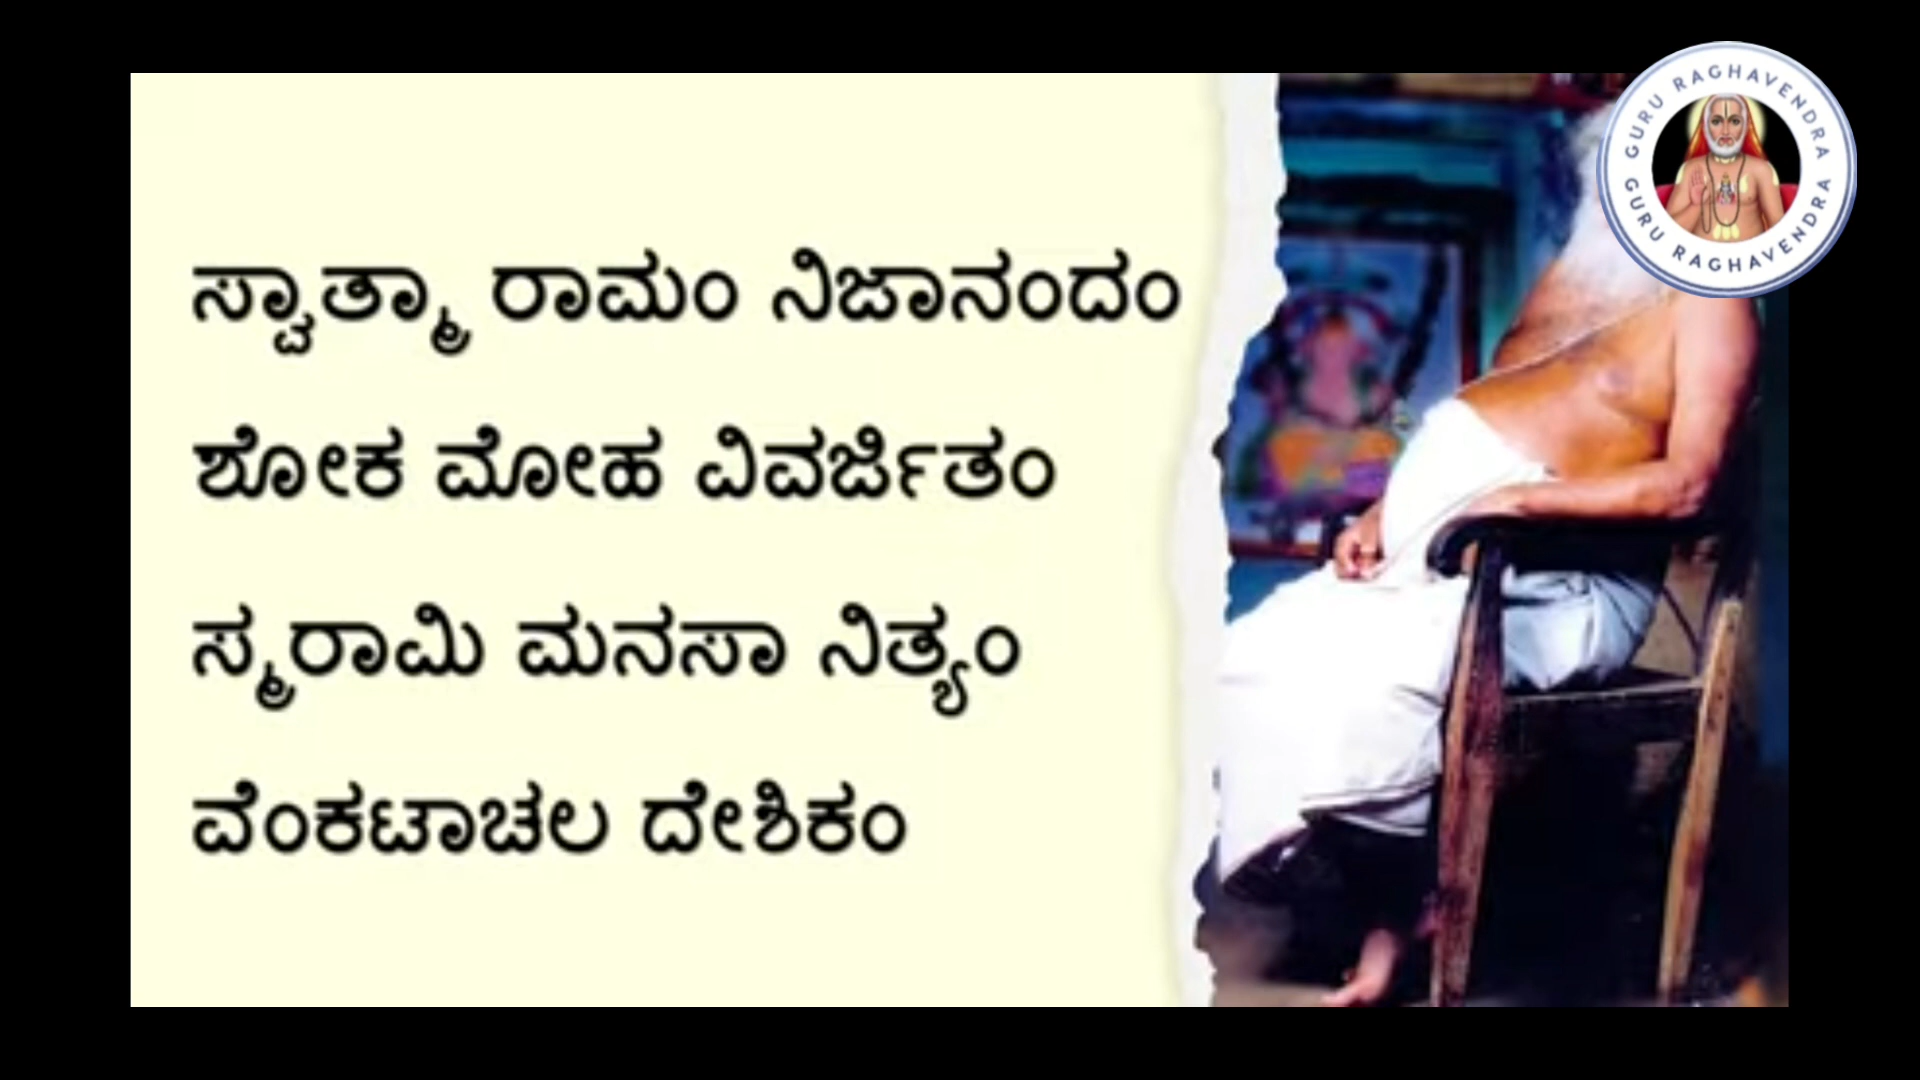 ಸ್ವಾತ್ಮಾ ರಾಮಂ ನಿಜಾನಂದಂ
ಶೋಕ ಮೋಹ ವಿವರ್ಜಿತಂ
ಸ್ಮರಾಮಿ ಮನಸಾ ನಿತ್ಯಂ
ವೆಂಕಟಾಚಲ ದೇಶಿಕಂ
GURU RAGHAVENDRA
GURU RAGHAVENDRA